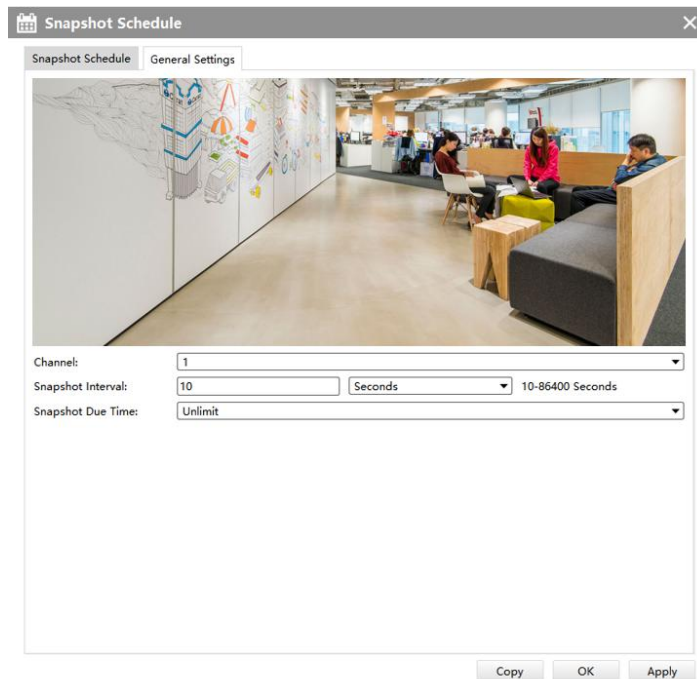 Snapshot Schedule
Snapshot Schedule General Settings
Channel: 1
Snapshot Interval: 10 Seconds 10-86400 Seconds
Snapshot Due Time: Unlimit
Copy OK Apply